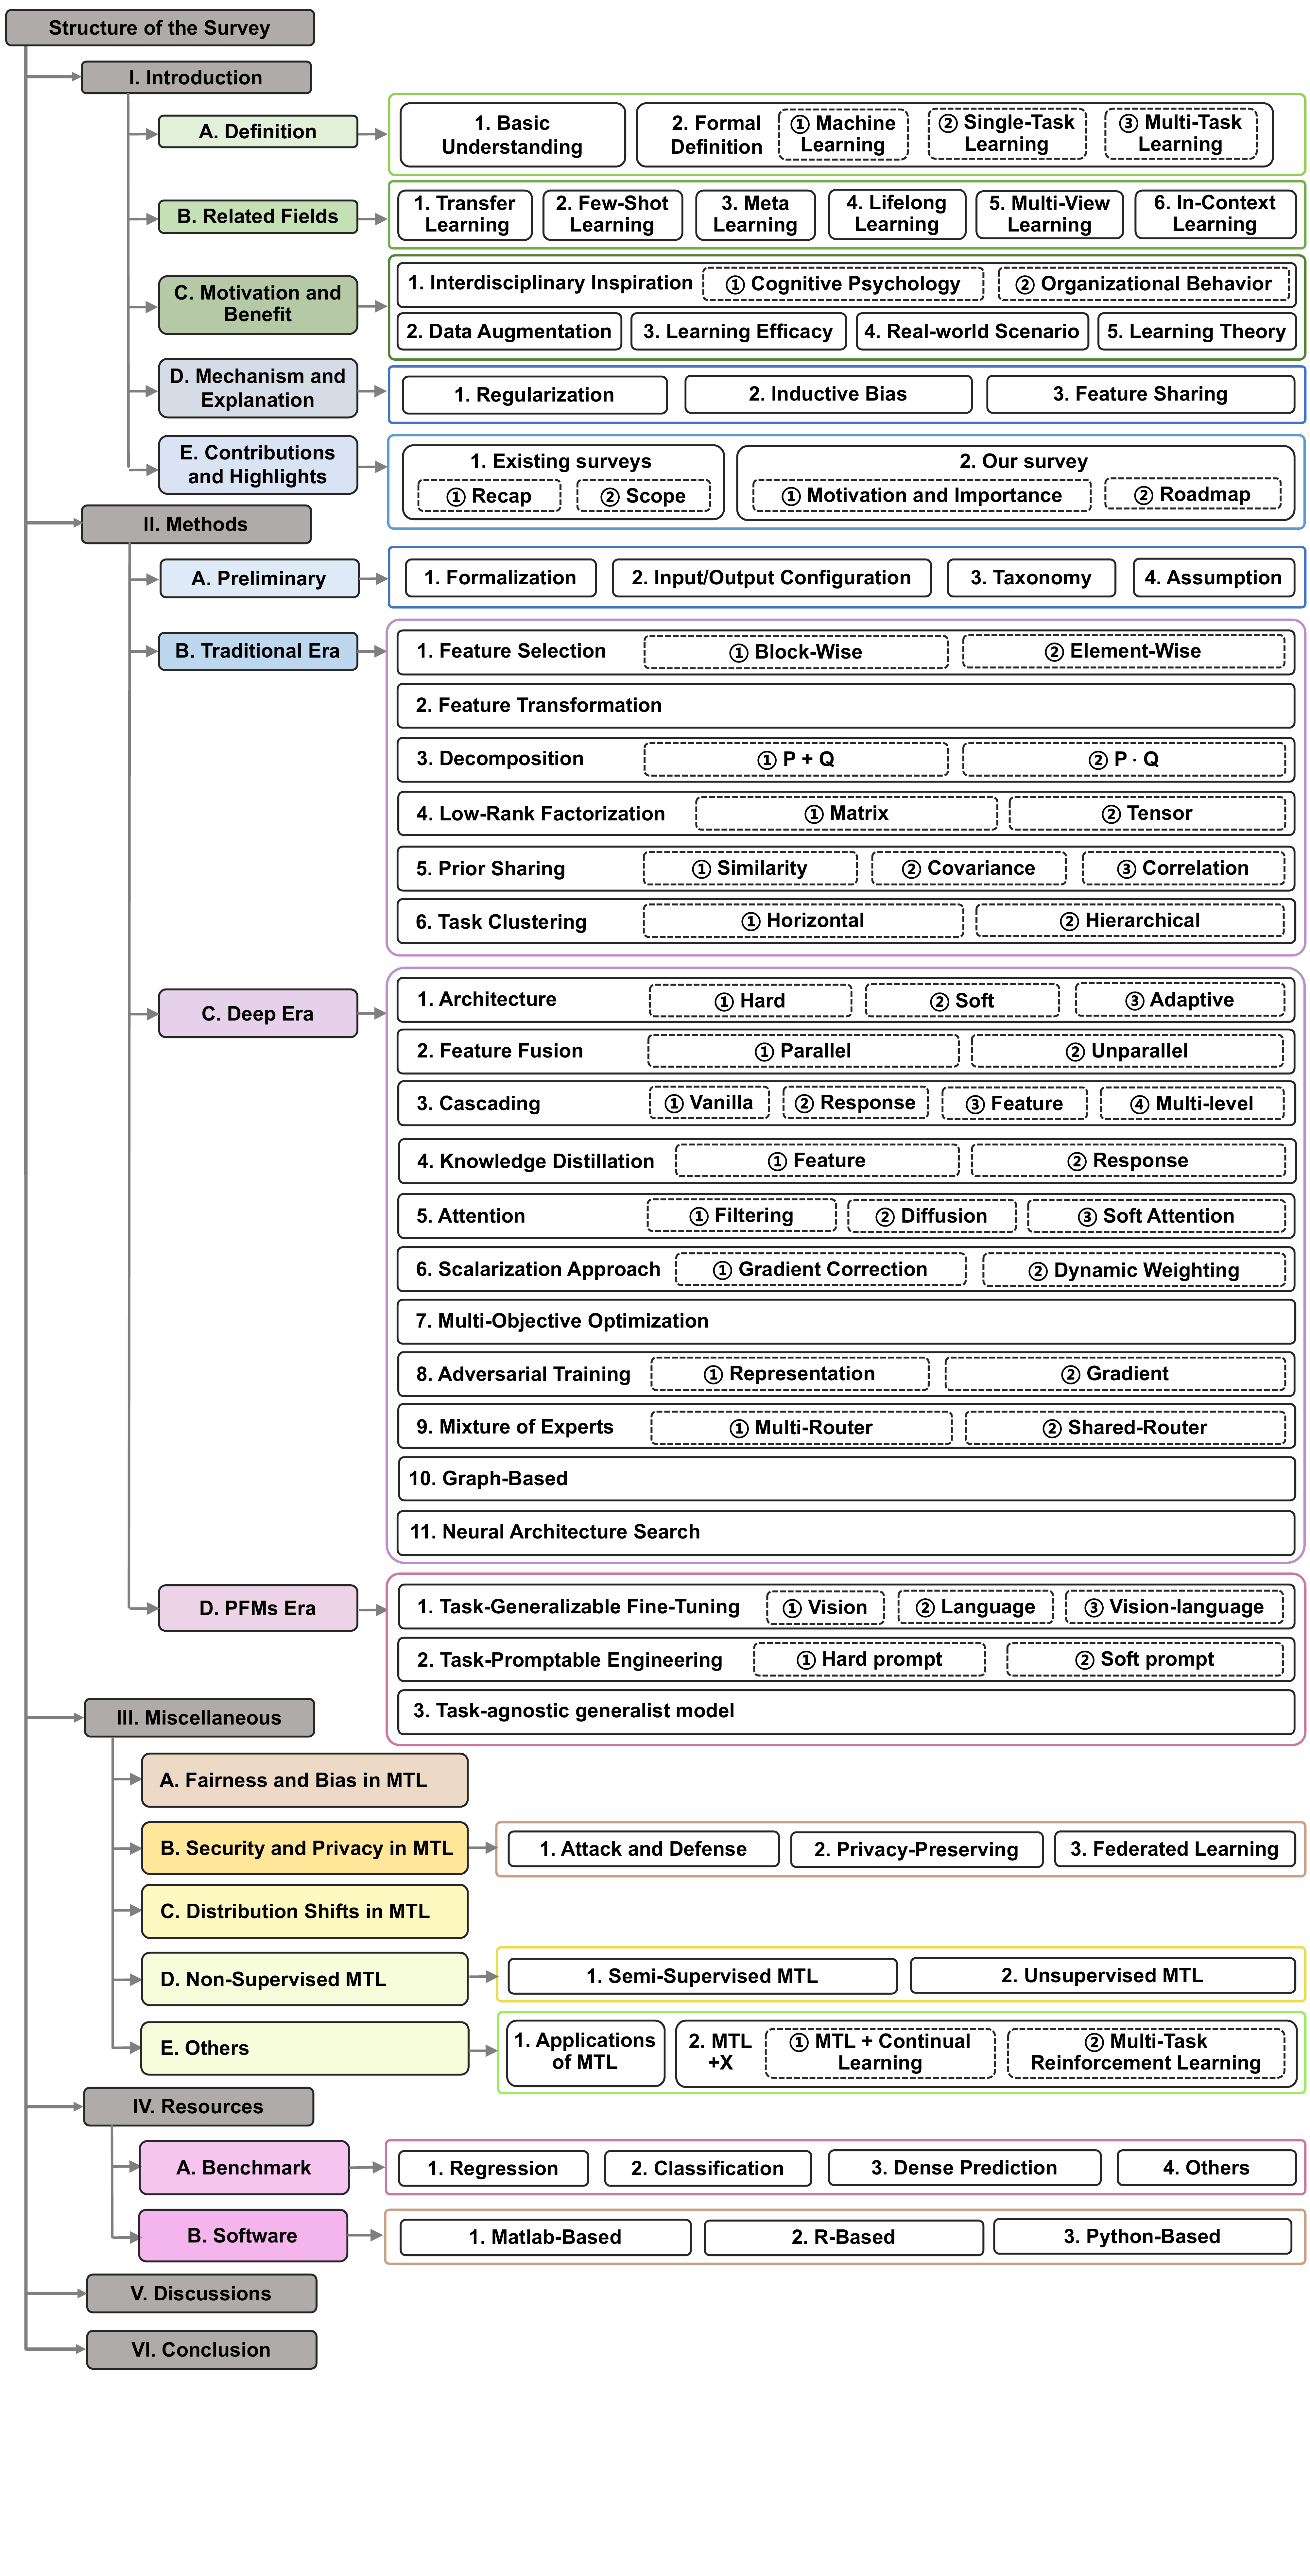 Structure of the Survey
I. Introduction
A. Definition
1. Basic
Understanding
2. Formal
Definition
① Machine
Learning
② Single-Task
Learning
③ Multi-Task
Learning
B. Related Fields
1. Transfer
Learning
2. Few-Shot
Learning
3. Meta
Learning
4. Lifelong
Learning
5. Multi-View
Learning
6. In-Context
Learning
C. Motivation and
Benefit
1. Interdisciplinary Inspiration
① Cognitive Psychology
② Organizational Behavior
2. Data Augmentation
3. Learning Efficacy
4. Real-world Scenario
5. Learning Theory
D. Mechanism and
Explanation
1. Regularization
2. Inductive Bias
3. Feature Sharing
E. Contributions
and Highlights
1. Existing surveys
① Recap
② Scope
2. Our survey
① Motivation and Importance
② Roadmap
II. Methods
A. Preliminary
1. Formalization
2. Input/Output Configuration
3. Taxonomy
4. Assumption
B. Traditional Era
1. Feature Selection
① Block-Wise
② Element-Wise
2. Feature Transformation
3. Decomposition
① P + Q
② P · Q
4. Low-Rank Factorization
① Matrix
② Tensor
5. Prior Sharing
① Similarity
② Covariance
③ Correlation
6. Task Clustering
① Horizontal
② Hierarchical
C. Deep Era
1. Architecture
① Hard
② Soft
③ Adaptive
2. Feature Fusion
① Parallel
② Unparallel
3. Cascading
① Vanilla
② Response
③ Feature
④ Multi-level
4. Knowledge Distillation
① Feature
② Response
5. Attention
① Filtering
② Diffusion
③ Soft Attention
6. Scalarization Approach
① Gradient Correction
② Dynamic Weighting
7. Multi-Objective Optimization
8. Adversarial Training
① Representation
② Gradient
9. Mixture of Experts
① Multi-Router
② Shared-Router
10. Graph-Based
11. Neural Architecture Search
D. PFMs Era
1. Task-Generalizable Fine-Tuning
① Vision
② Language
③ Vision-language
2. Task-Promptable Engineering
① Hard prompt
② Soft prompt
3. Task-agnostic generalist model
III. Miscellaneous
A. Fairness and Bias in MTL
B. Security and Privacy in MTL
1. Attack and Defense
2. Privacy-Preserving
3. Federated Learning
C. Distribution Shifts in MTL
D. Non-Supervised MTL
1. Semi-Supervised MTL
2. Unsupervised MTL
E. Others
1. Applications
of MTL
2. MTL
+X
① MTL + Continual
Learning
② Multi-Task
Reinforcement Learning
IV. Resources
A. Benchmark
1. Regression
2. Classification
3. Dense Prediction
4. Others
B. Software
1. Matlab-Based
2. R-Based
3. Python-Based
V. Discussions
VI. Conclusion